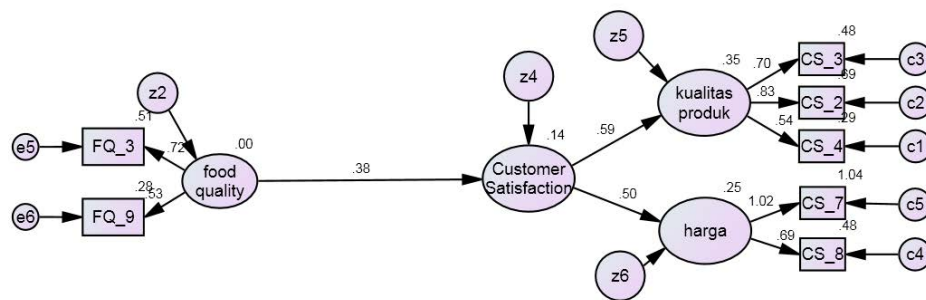 z5
.48
.35
CS_3
c3
.70
z4
.69
z2
kualitas
produk
.83
CS_2
c2
.51
.59
.54
.29
e5
FQ_3
.72
.00
.14
CS_4
c1
food
quality
.38
Customer
Satisfaction
.25
1.04
.28
.53
.50
1.02
CS_7
c5
e6
FQ_9
harga
.48
.69
CS_8
c4
z6